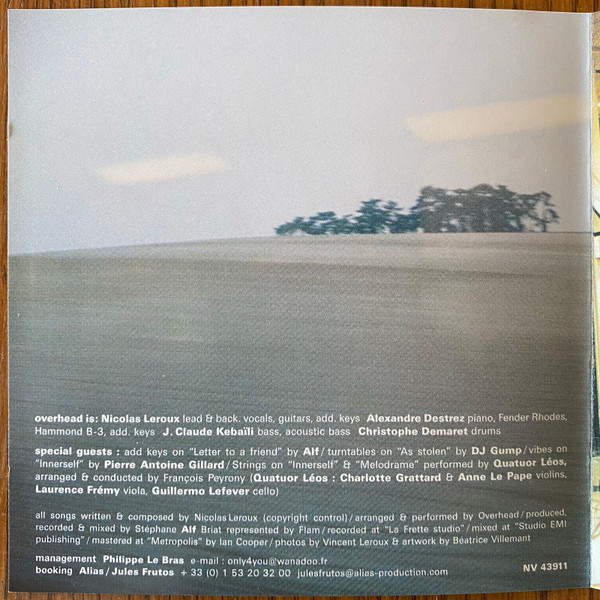 overhead is: Nicolas Leroux lead & back. vocals, guitars, add. keys Alexandre Destrez piano, Fender Rhodes,
Hammond B-3, add. keys J. Claude Kebaïli bass, acoustic bass Christophe Demaret drums
special guests : add keys on "Letter to a friend" by Alf / turntables on "As stolen" by DJ Gump / vibes on
"Innerself" by Pierre Antoine Gillard / Strings on "Innerself" & "Melodrame" performed by Quatuor Léos,
arranged & conducted by François Peyrony (Quatuor Léos : Charlotte Grattard & Anne Le Pape violins,
Laurence Frémy viola, Guillermo Lefever cello)
all songs written & composed by Nicolas Leroux (copyright control) / arranged & performed by Overhead / produced,
recorded & mixed by Stéphane Alf Briat represented by Flam / recorded at "La Frette studio" / mixed at "Studio EMI
publishing" / mastered at "Metropolis" by Ian Cooper / photos by Vincent Leroux & artwork by Béatrice Villemant
management Philippe Le Bras e-mail : only4you@wanadoo.fr
booking Alias / Jules Frutos + 33 (0) 1 53 20 32 00 julesfrutos@alias-production.com
NV 43911